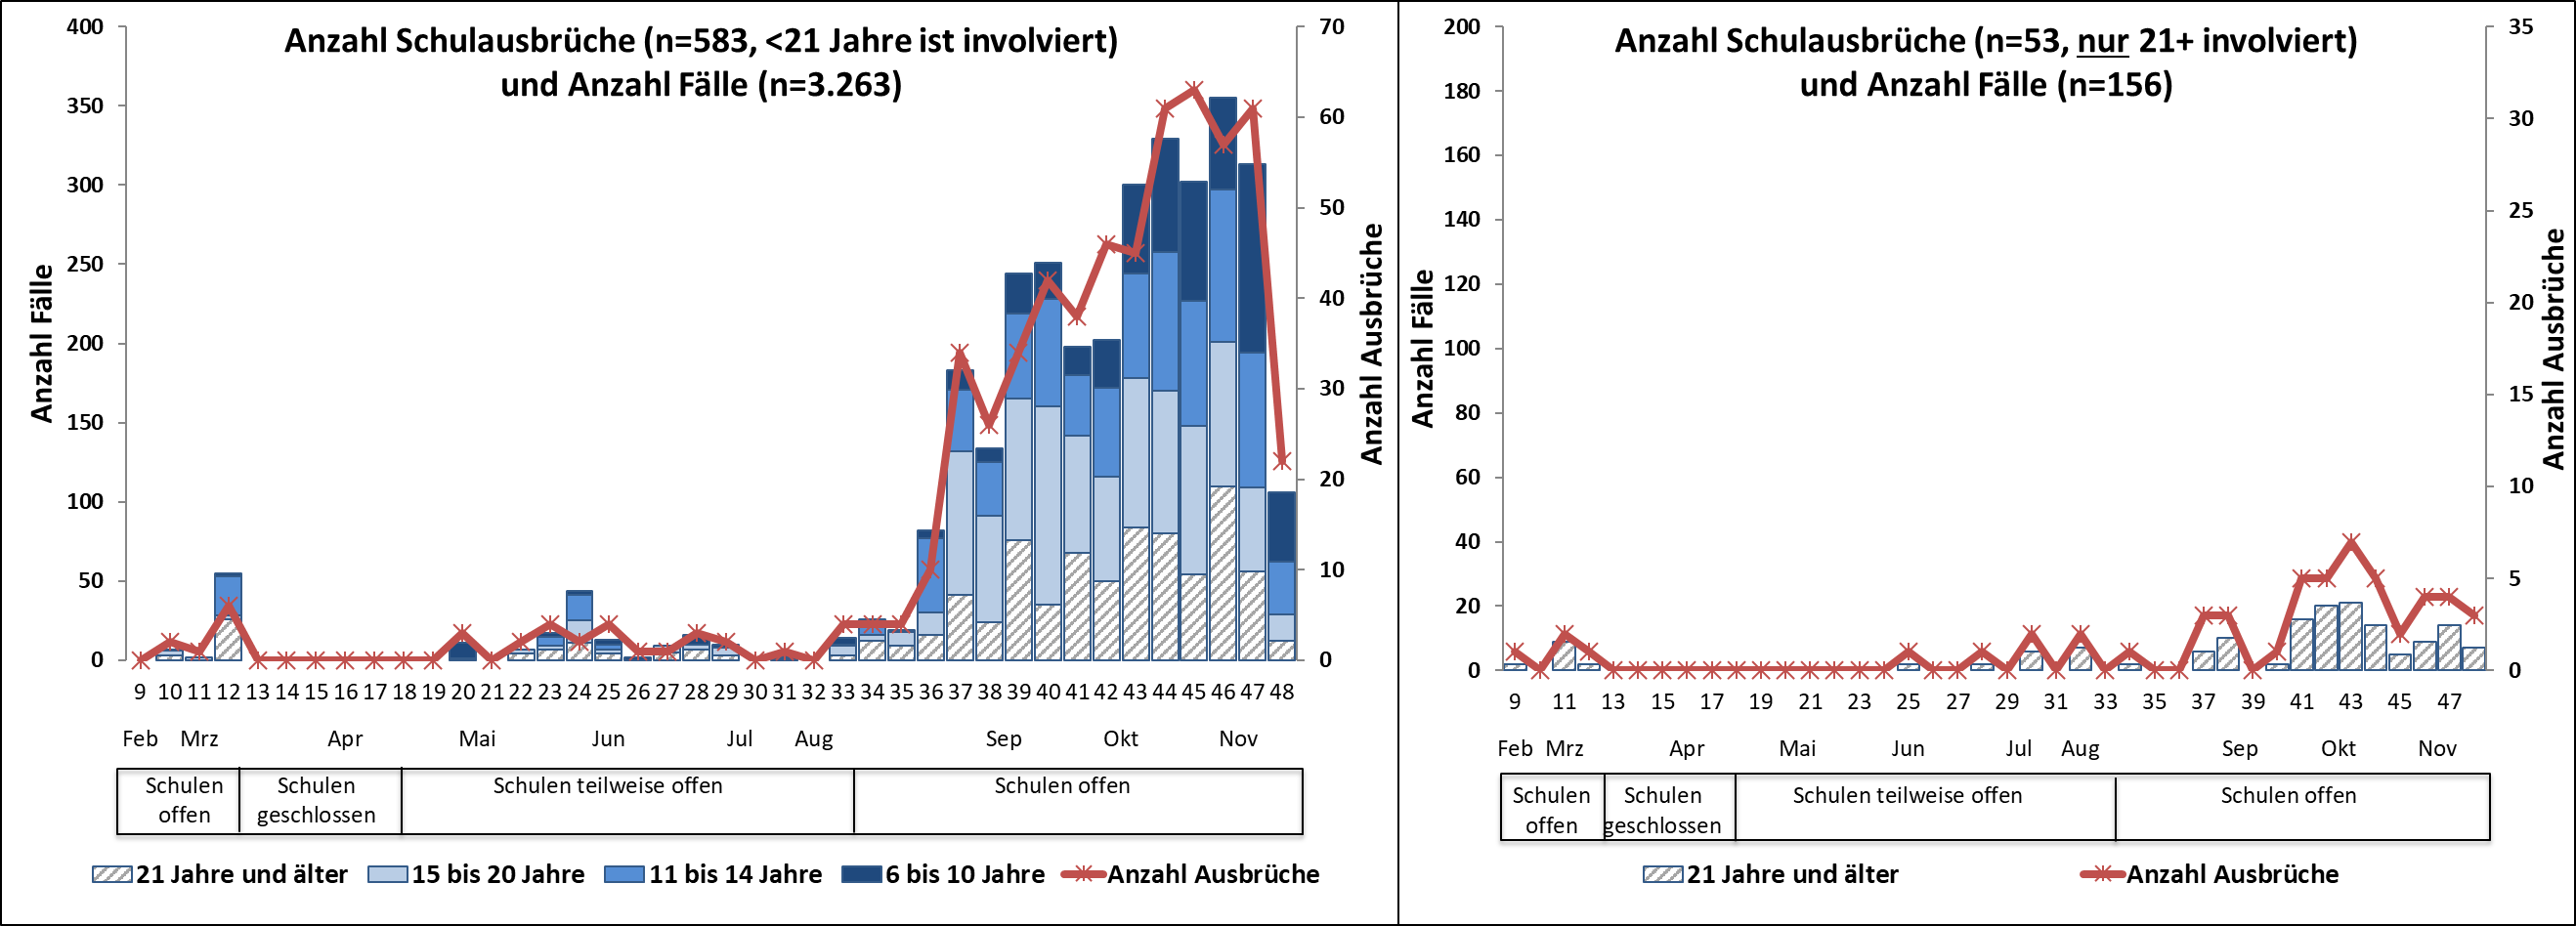 Anzahl Schulausbrüche (n=583, <21 Jahre ist involviert)
und Anzahl Fälle (n=3.263)
400
350
300
250
200
150
100
50
0
Anzahl Fälle
70
60
50
40
30
20
10
0
Anzahl Ausbrüche
9 10 11 12 13 14 15 16 17 18 19 20 21 22 23 24 25 26 27 28 29 30 31 32 33 34 35 36 37 38 39 40 41 42 43 44 45 46 47 48
Feb Mrz Apr Mai Jun Jul Aug Sep Okt Nov
Schulen offen
Schulen geschlossen
Schulen teilweise offen
Schulen offen
21 Jahre und älter 15 bis 20 Jahre 11 bis 14 Jahre 6 bis 10 Jahre Anzahl Ausbrüche
Anzahl Schulausbrüche (n=53, nur 21+ involviert)
und Anzahl Fälle (n=156)
200
180
160
140
120
100
80
60
40
20
0
Anzahl Fälle
35
30
25
20
15
10
5
0
Anzahl Ausbrüche
9 11 13 15 17 19 21 23 25 27 29 31 33 35 37 39 41 43 45 47
Feb Mrz Apr Mai Jun Jul Aug Sep Okt Nov
Schulen offen
Schulen geschlossen
Schulen teilweise offen
Schulen offen
21 Jahre und älter Anzahl Ausbrüche